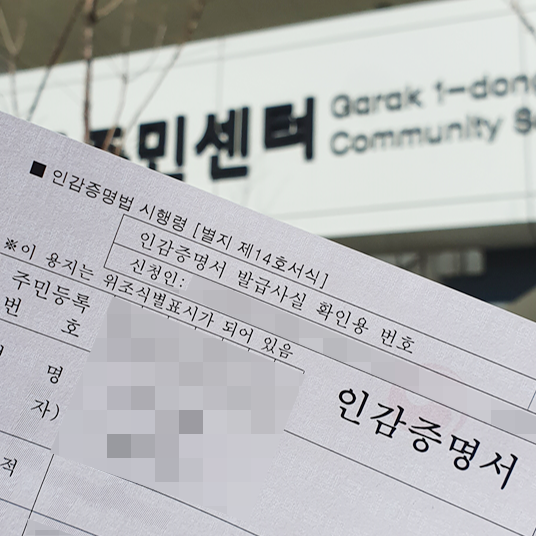 주민센터
Garak 1-dong
Community
■ 인감증명법 시행령 [별지 제14호서식]
인감증명서 발급사실 확인용 번호
신청인:
※이 용지는 위조식별표시가 되어 있음
주민등록
번 호
명
자)
적
인감증명서